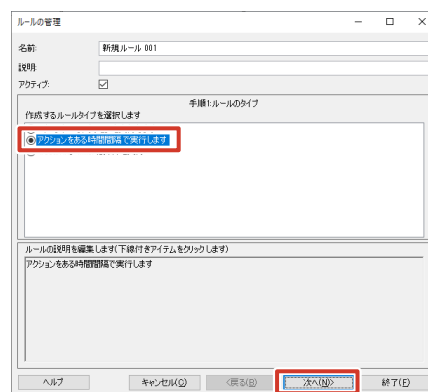 ルールの管理
名前:
新規ルール 001
説明:
アクティブ:
手順1:ルールのタイプ
作成するルールタイプを選択します
アクションをある時間間隔で実行します
ルールの説明を編集します(下線付きアイテムをクリックします)
アクションをある時間間隔で実行します
ヘルプ
キャンセル(C)
<戻る(B)
次へ(N)>
終了(E)